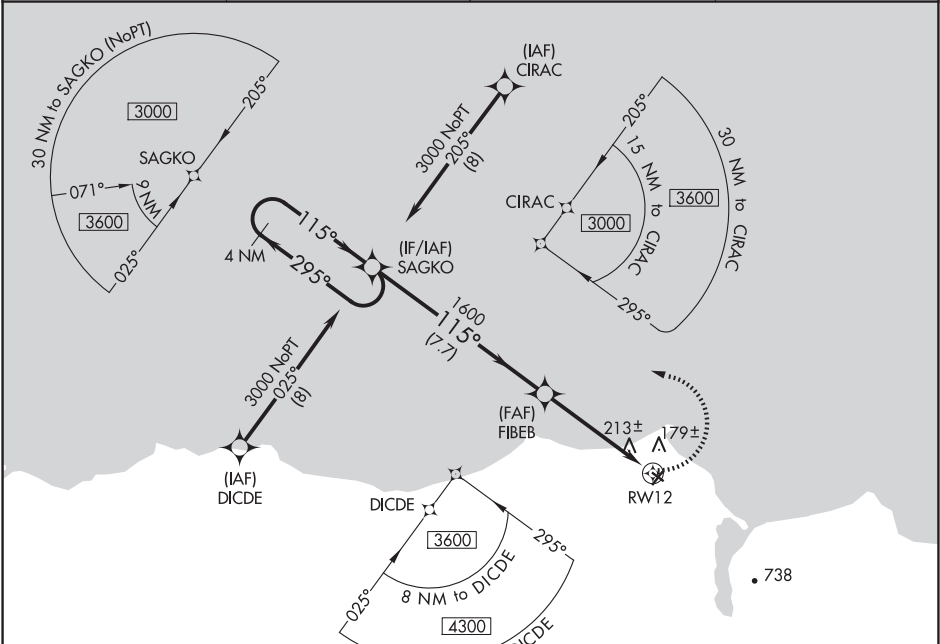 30 NM to SAGKO (NoPT)
205°
3000
SAGKO
071°
9 NM
3600
025°
(IAF)
CIRAC
3000 NoPT
205°
(8)
205°
15 NM to CIRAC
30 NM to CIRAC
CIRAC
3000
3600
295°
115°
4 NM
295°
(IF/IAF)
SAGKO
1600
115°
(7.7)
3000 NoPT
025°
(8)
(FAF)
FIBEB
213±
179±
(IAF)
DICDE
RW12
DICDE
3600
295°
025°
8 NM to DICDE
4300
738